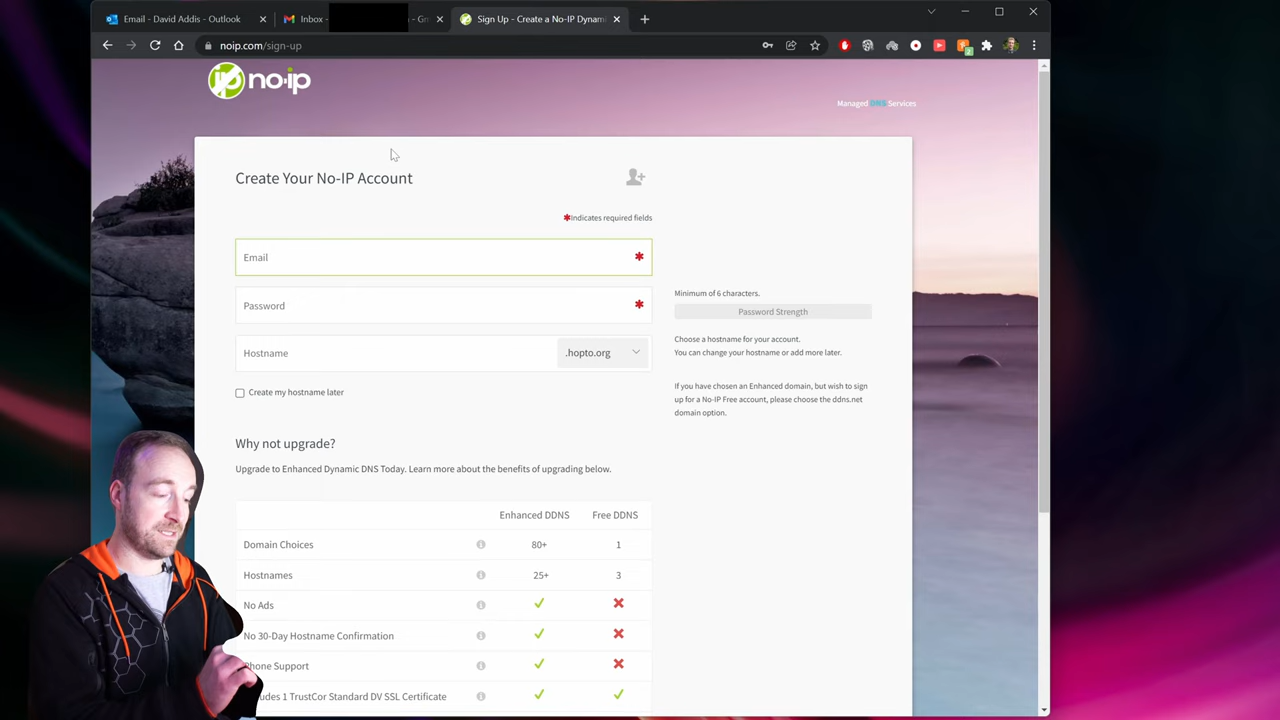 Email - David Addis - Outlook
Inbox -
- Gm
Sign Up - Create a No-IP Dynami
noip.com/sign-up
no-ip
Managed DNS Services
Create Your No-IP Account
*Indicates required fields
Email *
Password *
Minimum of 6 characters.
Password Strength
Hostname
.hopto.org
Choose a hostname for your account.
You can change your hostname or add more later.
Create my hostname later
If you have chosen an Enhanced domain, but wish to sign
up for a No-IP Free account, please choose the ddns.net
domain option.
Why not upgrade?
Upgrade to Enhanced Dynamic DNS Today. Learn more about the benefits of upgrading below.
Enhanced DDNS Free DDNS
Domain Choices 80+ 1
Hostnames 25+ 3
No Ads
No 30-Day Hostname Confirmation
Phone Support
udes 1 TrustCor Standard DV SSL Certificate